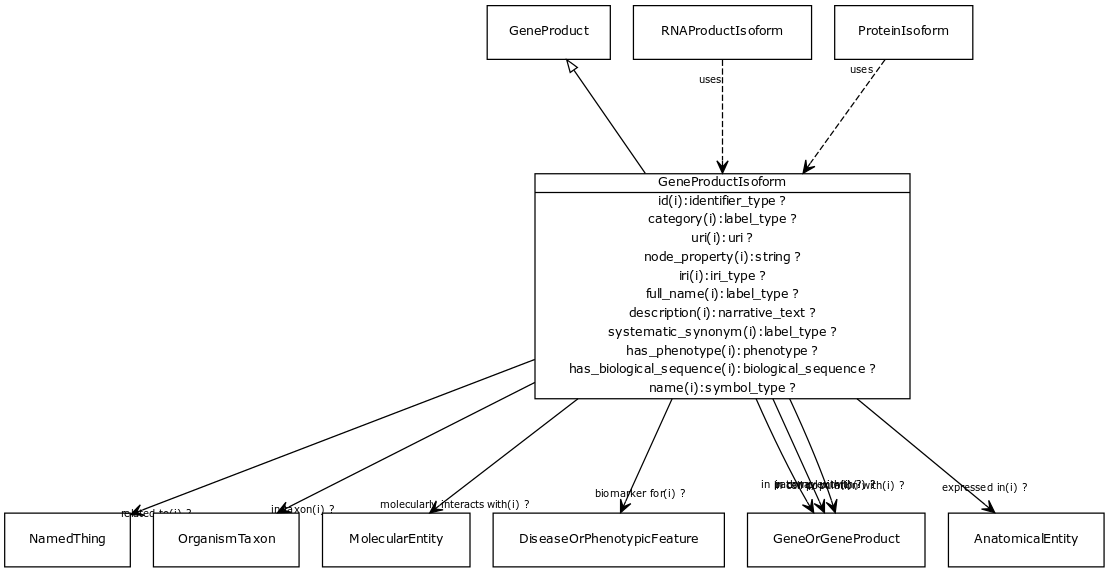 GeneProduct
RNAProductIsoform
ProteinIsoform
uses
uses
GeneProductIsoform
id(i):identifier_type ?
category(i):label_type ?
uri(i):uri ?
node_property(i):string ?
iri(i):iri_type ?
full_name(i):label_type ?
description(i):narrative_text ?
systematic_synonym(i):label_type ?
has_phenotype(i):phenotype ?
has_biological_sequence(i):biological_sequence ?
name(i):symbol_type ?
related to(i) ?
in taxon(i) ?
molecularly interacts with(i) ?
biomarker for(i) ?
in
with(i) ?
expressed in(i) ?
NamedThing
OrganismTaxon
MolecularEntity
DiseaseOrPhenotypicFeature
GeneOrGeneProduct
AnatomicalEntity